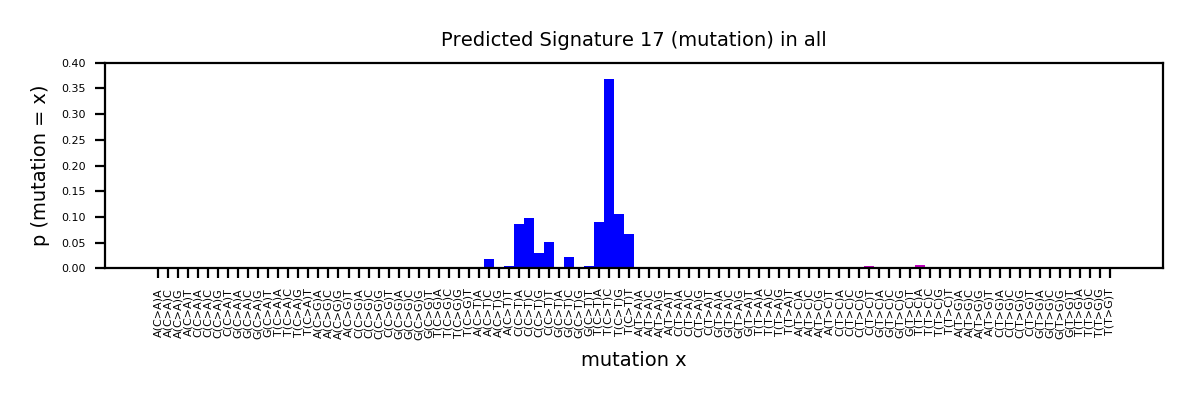 Predicted Signature 17 (mutation) in all
p (mutation = x)
0.40
0.35
0.30
0.25
0.20
0.15
0.10
0.05
0.00
A(C>A)A
A(C>A)C
A(C>A)G
A(C>A)T
C(C>A)A
C(C>A)C
C(C>A)G
C(C>A)T
G(C>A)A
G(C>A)C
G(C>A)G
G(C>A)T
T(C>A)A
T(C>A)C
T(C>A)G
T(C>A)T
A(C>G)A
A(C>G)C
A(C>G)G
A(C>G)T
C(C>G)A
C(C>G)C
C(C>G)G
C(C>G)T
G(C>G)A
G(C>G)C
G(C>G)G
G(C>G)T
T(C>G)A
T(C>G)C
T(C>G)G
T(C>G)T
A(C>T)A
A(C>T)C
A(C>T)G
A(C>T)T
C(C>T)A
C(C>T)C
C(C>T)G
C(C>T)T
G(C>T)A
G(C>T)C
G(C>T)G
G(C>T)T
T(C>T)A
T(C>T)C
T(C>T)G
T(C>T)T
A(T>A)A
A(T>A)C
A(T>A)G
A(T>A)T
C(T>A)A
C(T>A)C
C(T>A)G
C(T>A)T
G(T>A)A
G(T>A)C
G(T>A)G
G(T>A)T
T(T>A)A
T(T>A)C
T(T>A)G
T(T>A)T
A(T>C)A
A(T>C)C
A(T>C)G
A(T>C)T
C(T>C)A
C(T>C)C
C(T>C)G
C(T>C)T
G(T>C)A
G(T>C)C
G(T>C)G
G(T>C)T
T(T>C)A
T(T>C)C
T(T>C)G
T(T>C)T
A(T>G)A
A(T>G)C
A(T>G)G
A(T>G)T
C(T>G)A
C(T>G)C
C(T>G)G
C(T>G)T
G(T>G)A
G(T>G)C
G(T>G)G
G(T>G)T
T(T>G)A
T(T>G)C
T(T>G)G
T(T>G)T
mutation x